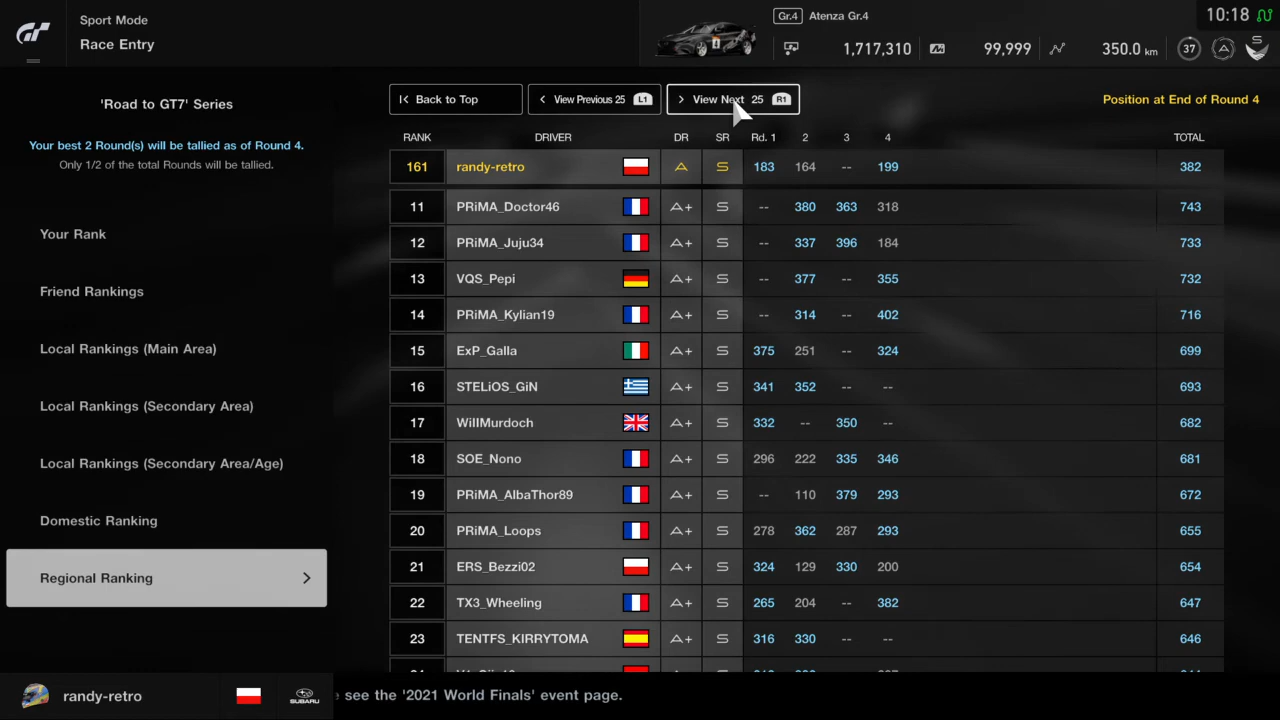 Sport Mode
Race Entry
Gr.4 Atenza Gr.4
1,717,310 99,999 350.0 km 37 A S
10:18
'Road to GT7' Series
Your best 2 Round(s) will be tallied as of Round 4.
Only 1/2 of the total Rounds will be tallied.
Your Rank
Friend Rankings
Local Rankings (Main Area)
Local Rankings (Secondary Area)
Local Rankings (Secondary Area/Age)
Domestic Ranking
Regional Ranking
Back to Top View Previous 25 L1 View Next 25 R1 Position at End of Round 4
RANK DRIVER DR SR Rd. 1 2 3 4 TOTAL
161 randy-retro A S 183 164 -- 199 382
11 PRiMA_Doctor46 A+ S -- 380 363 318 743
12 PRiMA_Juju34 A+ S -- 337 396 184 733
13 VQS_Pepi A+ S -- 377 -- 355 732
14 PRiMA_Kylian19 A+ S -- 314 -- 402 716
15 ExP_Galla A+ S 375 251 -- 324 699
16 STELiOS_GiN A+ S 341 352 -- -- 693
17 WillMurdoch A+ S 332 -- 350 -- 682
18 SOE_Nono A+ S 296 222 335 346 681
19 PRiMA_AlbaThor89 A+ S -- 110 379 293 672
20 PRiMA_Loops A+ S 278 362 287 293 655
21 ERS_Bezzi02 A+ S 324 129 330 200 654
22 TX3_Wheeling A+ S 265 204 -- 382 647
23 TENTFS_KIRRYTOMA A+ S 316 330 -- -- 646
randy-retro SUBARU see the '2021 World Finals' event page.